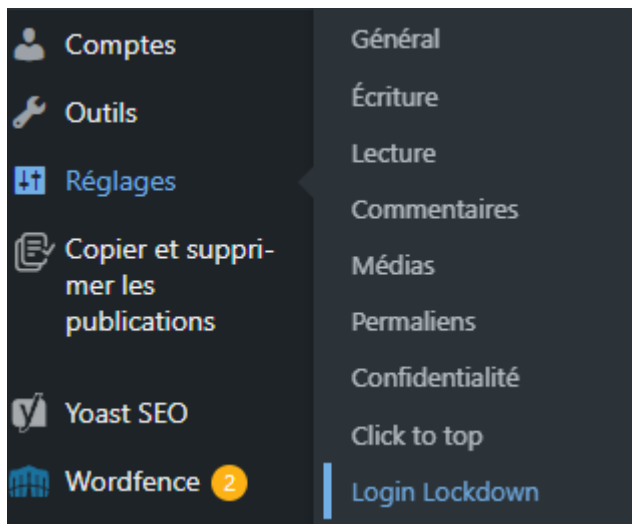 Comptes
Outils
Réglages
Copier et suppri-
mer les
publications
Yoast SEO
Wordfence 2
Général
Écriture
Lecture
Commentaires
Médias
Permaliens
Confidentialité
Click to top
Login Lockdown